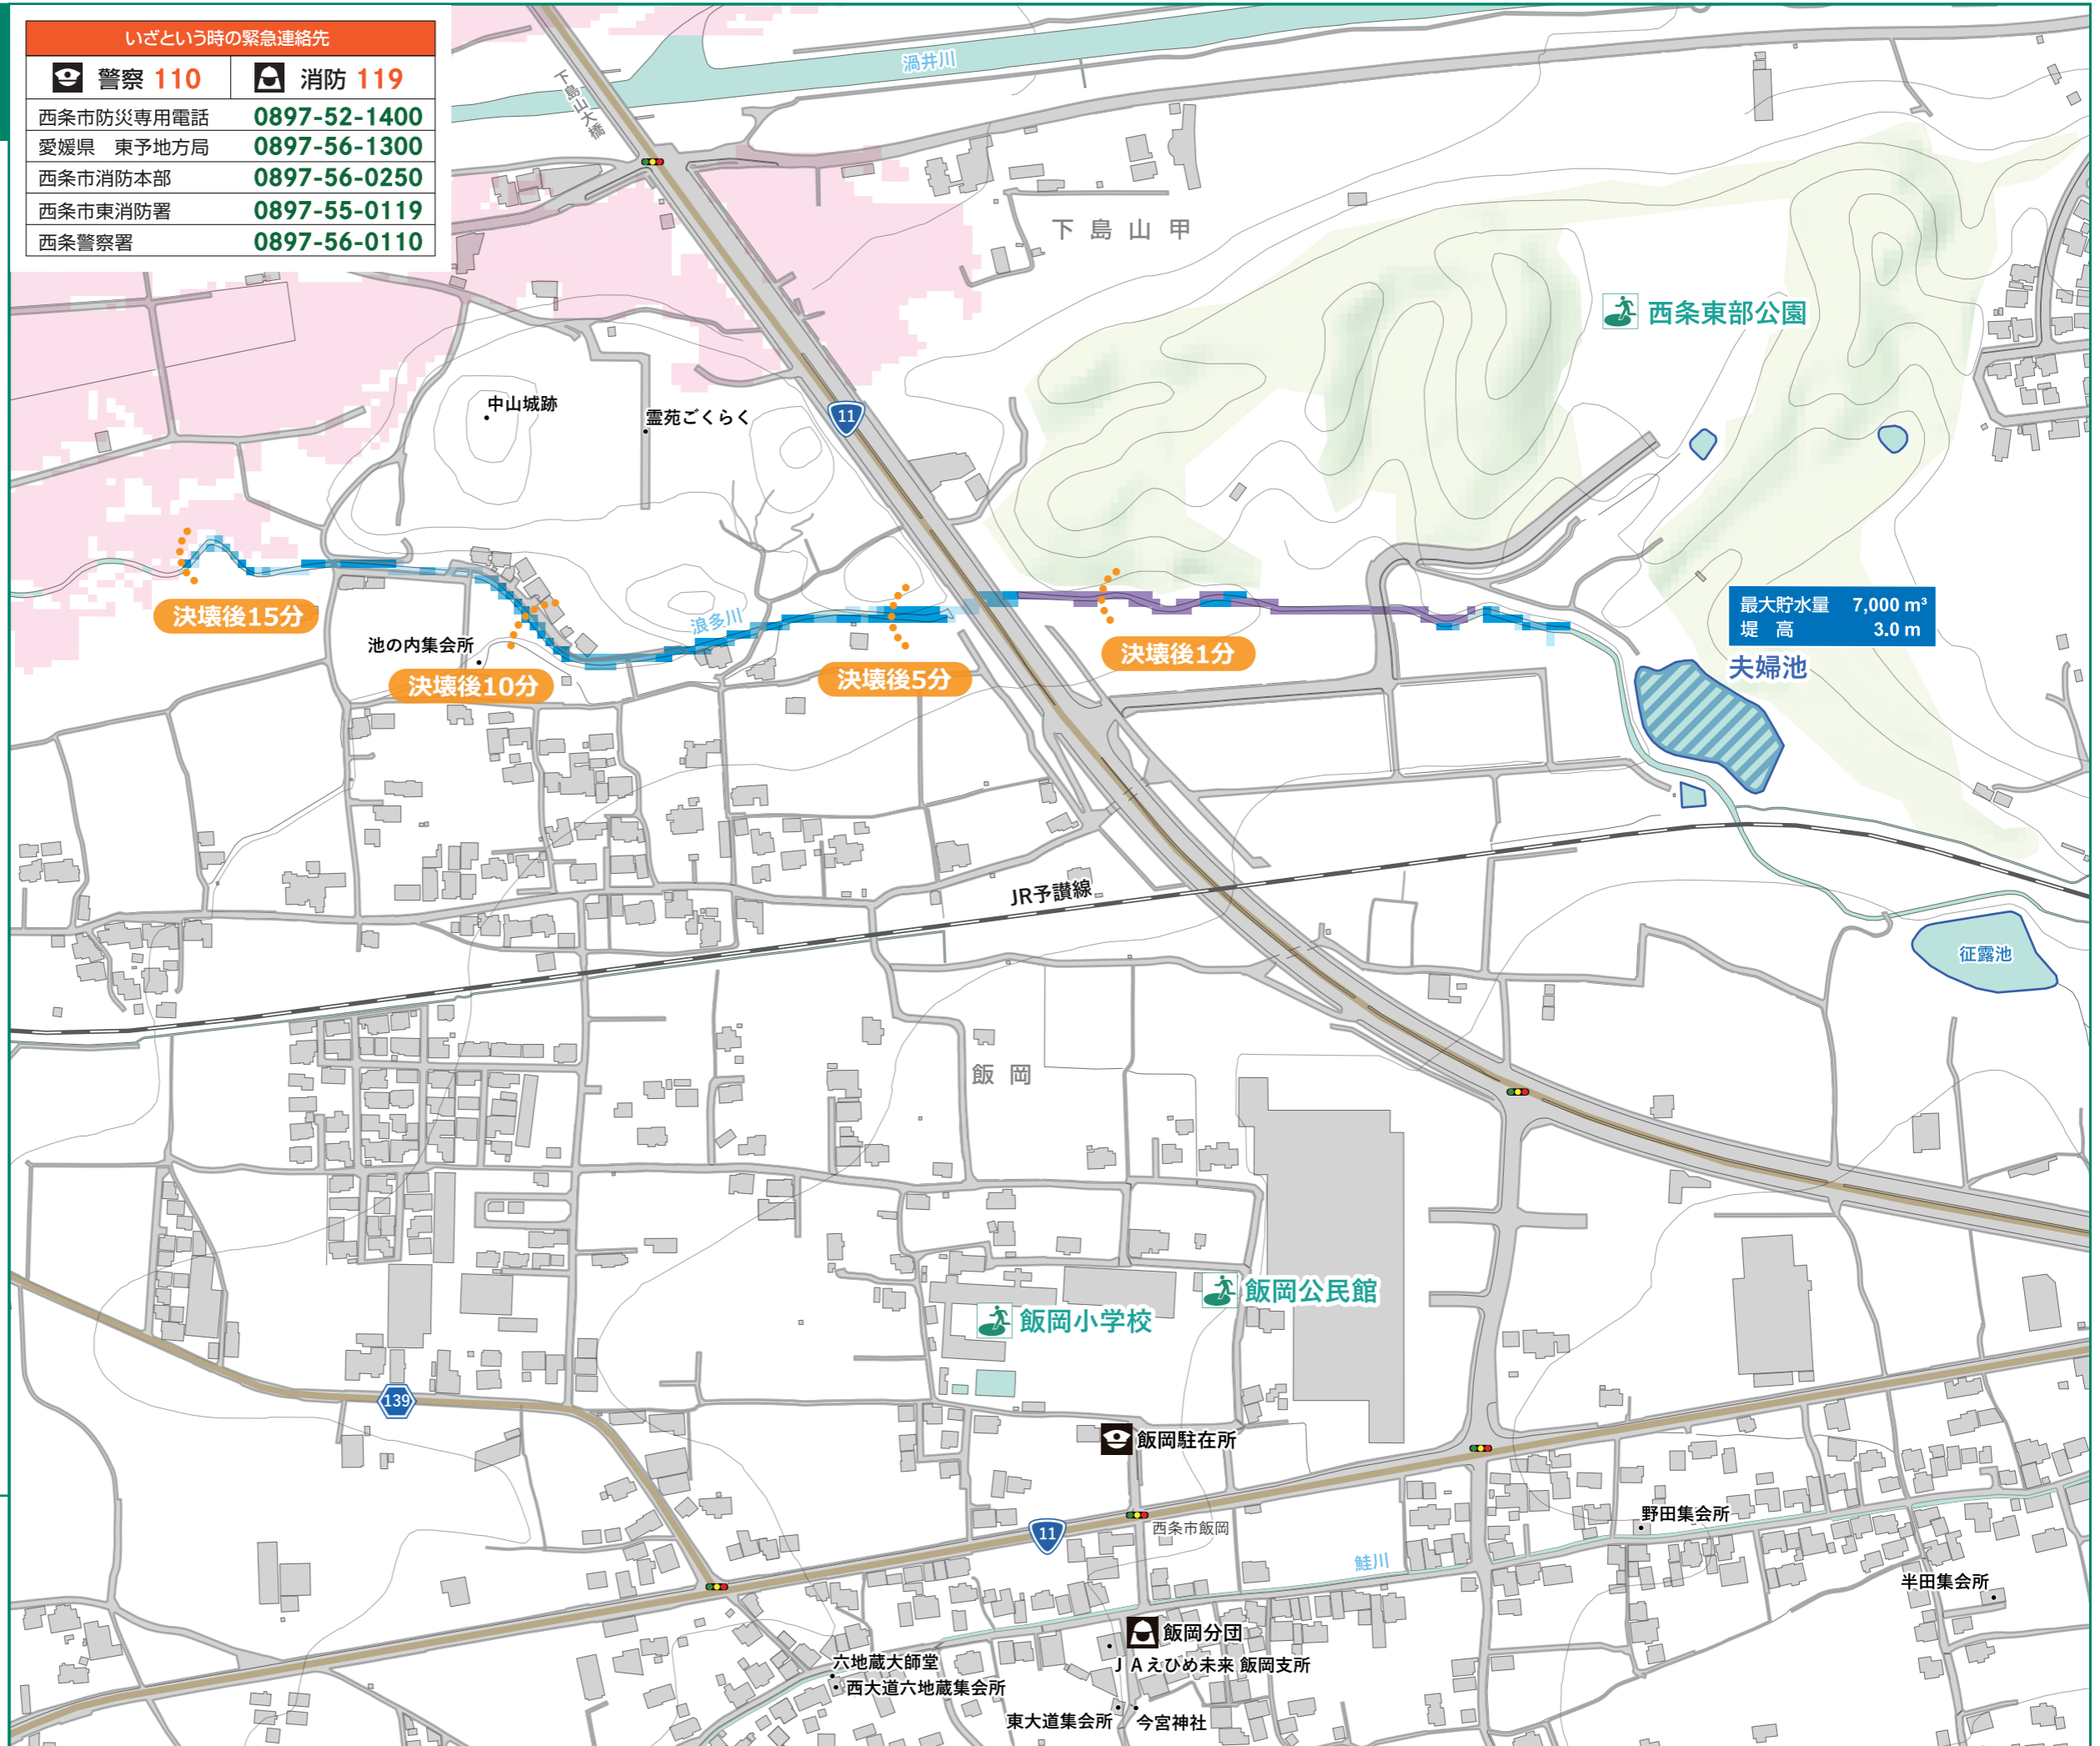 いざという時の緊急連絡先
警察 110
消防 119
西条市防災専用電話 0897-52-1400
愛媛県 東予地方局 0897-56-1300
西条市消防本部 0897-56-0250
西条市東消防署 0897-55-0119
西条警察署 0897-56-0110
渦井川
下島山大橋
下島山甲
西条東部公園
中山城跡
霊苑ごくらく
11
決壊後15分
池の内集会所
決壊後10分
浪多川
決壊後5分
決壊後1分
最大貯水量 7,000 m³
堤 高 3.0 m
夫婦池
JR予讃線
征露池
飯岡
飯岡公民館
飯岡小学校
139
飯岡駐在所
11
西条市飯岡
野田集会所
鮭川
半田集会所
飯岡分団
JAえひめ未来 飯岡支所
六地蔵大師堂
西大道六地蔵集会所
東大道集会所
今宮神社